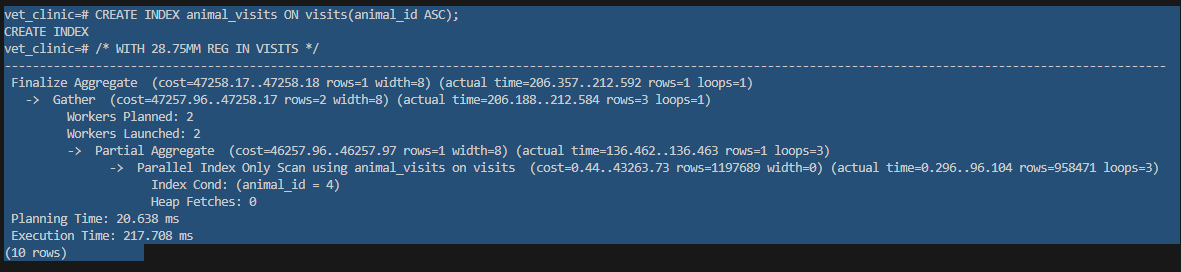 vet_clinic=# CREATE INDEX animal_visits ON visits(animal_id ASC);
CREATE INDEX
vet_clinic=# /* WITH 28.75MM REG IN VISITS */
-----------------------------------------------------------------------------------------------------------------------------------------------------------------------
 Finalize Aggregate  (cost=47258.17..47258.18 rows=1 width=8) (actual time=206.357..212.592 rows=1 loops=1)
   ->  Gather  (cost=47257.96..47258.17 rows=2 width=8) (actual time=206.188..212.584 rows=3 loops=1)
         Workers Planned: 2
         Workers Launched: 2
         ->  Partial Aggregate  (cost=46257.96..46257.97 rows=1 width=8) (actual time=136.462..136.463 rows=1 loops=3)
               ->  Parallel Index Only Scan using animal_visits on visits  (cost=0.44..43263.73 rows=1197689 width=0) (actual time=0.296..96.104 rows=958471 loops=3)
                     Index Cond: (animal_id = 4)
                     Heap Fetches: 0
 Planning Time: 20.638 ms
 Execution Time: 217.708 ms
(10 rows)